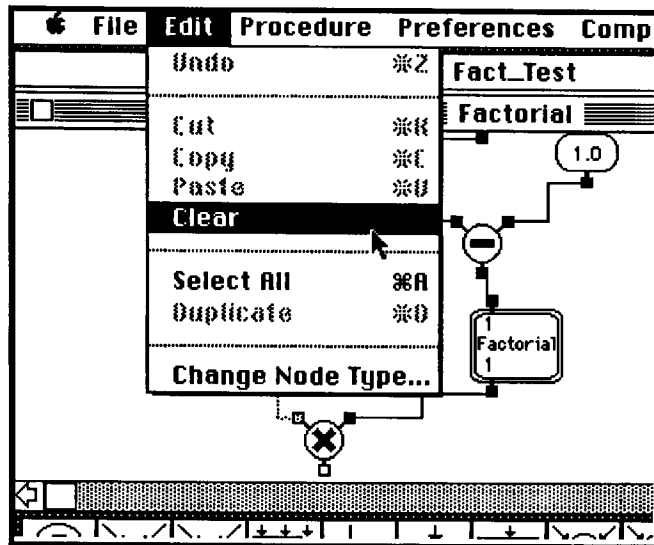 File Edit Procedure Preferences Comp
Undo ⌘Z
Fact_Test
Factorial
Cut ⌘X
Copy ⌘C
1.0
Paste ⌘V
Clear
Select All ⌘A
Duplicate ⌘D
1
Factorial
1
Change Node Type...